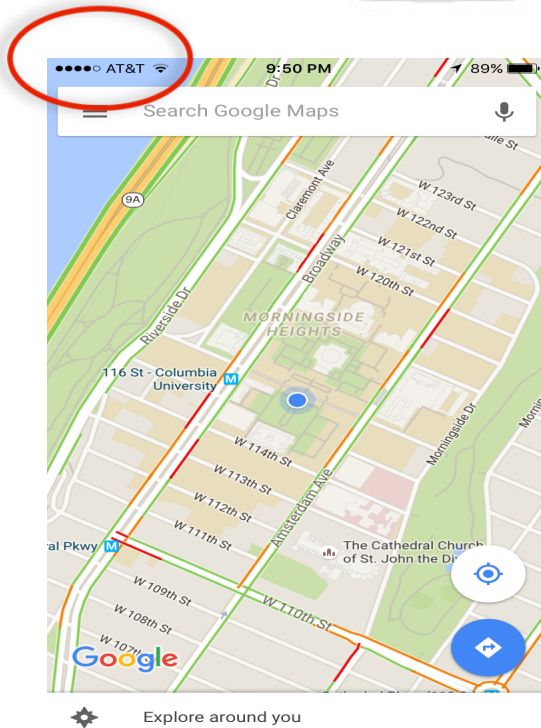 AT&T 9:50 PM 89%
Search Google Maps
9A
Claremont Ave
W 123rd St
W 122nd St
W 121st St
W 120th St
Broadway
Riverside Dr
MORNINGSIDE
HEIGHTS
116 St - Columbia
University M
Morningside Dr
W 114th St
W 113th St
W 112th St
W 111th St
Amsterdam Ave
Pkwy M
The Cathedral Church
of St. John the
W 109th St
W 110th St
W 108th St
W 107th
Google
Explore around you